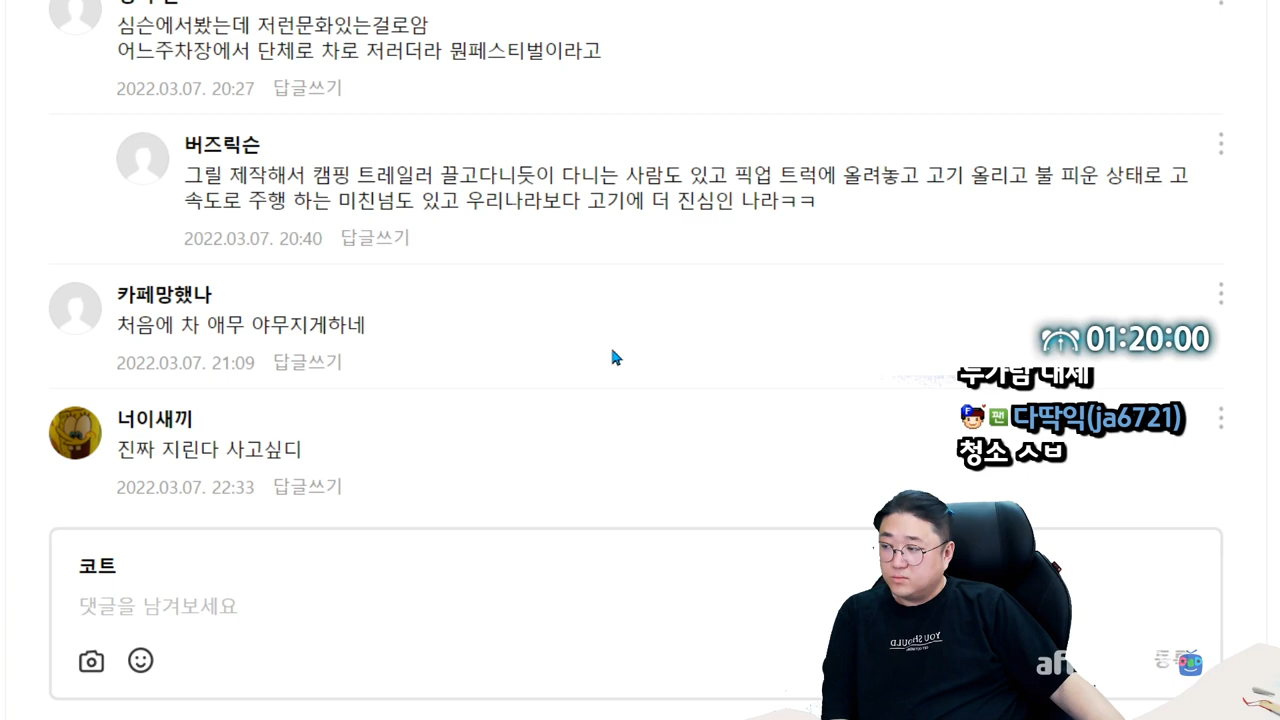 심슨에서봤는데 저런문화있는걸로암
어느주차장에서 단체로 차로 저러더라 뭔페스티벌이라고
2022.03.07. 20:27 답글쓰기
버즈릭슨
그릴 제작해서 캠핑 트레일러 끌고다니듯이 다니는 사람도 있고 픽업 트럭에 올려놓고 고기 올리고 불 피운 상태로 고
속도로 주행 하는 미친넘도 있고 우리나라보다 고기에 더 진심인 나라ㅋㅋ
2022.03.07. 20:40 답글쓰기
카페망했나
처음에 차 애무 야무지게하네
2022.03.07. 21:09 답글쓰기
01:20:00
다딱익(ja6721)
청소 ㅅㅂ
너이새끼
진짜 지린다 사고싶디
2022.03.07. 22:33 답글쓰기
코트
댓글을 남겨보세요
YOU SHOULD
af